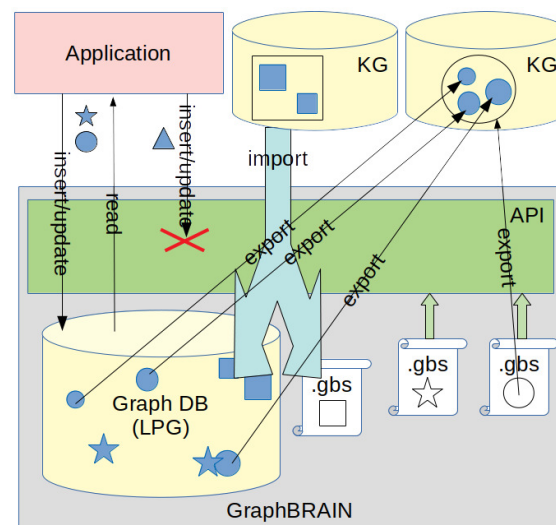 Application
KG
KG
insert/update
read
insert/update
import
API
export
export
export
export
.gbs
.gbs
.gbs
Graph DB
(LPG)
GraphBRAIN